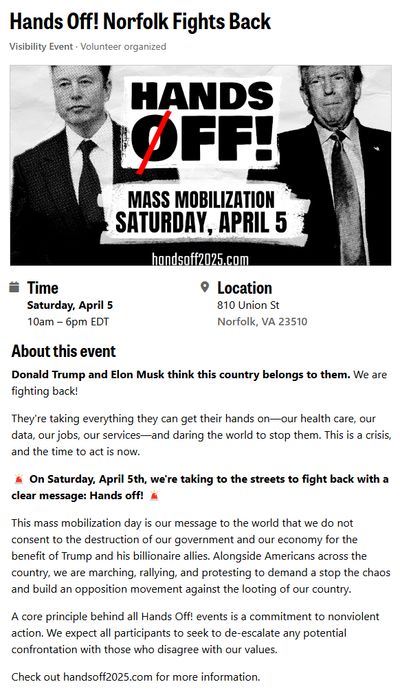 Hands Off! Norfolk Fights Back
Visibility Event · Volunteer organized
HANDS
OFF!
MASS MOBILIZATION
SATURDAY, APRIL 5
handsoff2025.com
Time
Saturday, April 5
10am – 6pm EDT
Location
810 Union St
Norfolk, VA 23510
About this event
Donald Trump and Elon Musk think this country belongs to them. We are
fighting back!
They're taking everything they can get their hands on—our health care, our
data, our jobs, our services—and daring the world to stop them. This is a crisis,
and the time to act is now.
🚨 On Saturday, April 5th, we're taking to the streets to fight back with a
clear message: Hands off! 🚨
This mass mobilization day is our message to the world that we do not
consent to the destruction of our government and our economy for the
benefit of Trump and his billionaire allies. Alongside Americans across the
country, we are marching, rallying, and protesting to demand a stop the chaos
and build an opposition movement against the looting of our country.
A core principle behind all Hands Off! events is a commitment to nonviolent
action. We expect all participants to seek to de-escalate any potential
confrontation with those who disagree with our values.
Check out handsoff2025.com for more information.